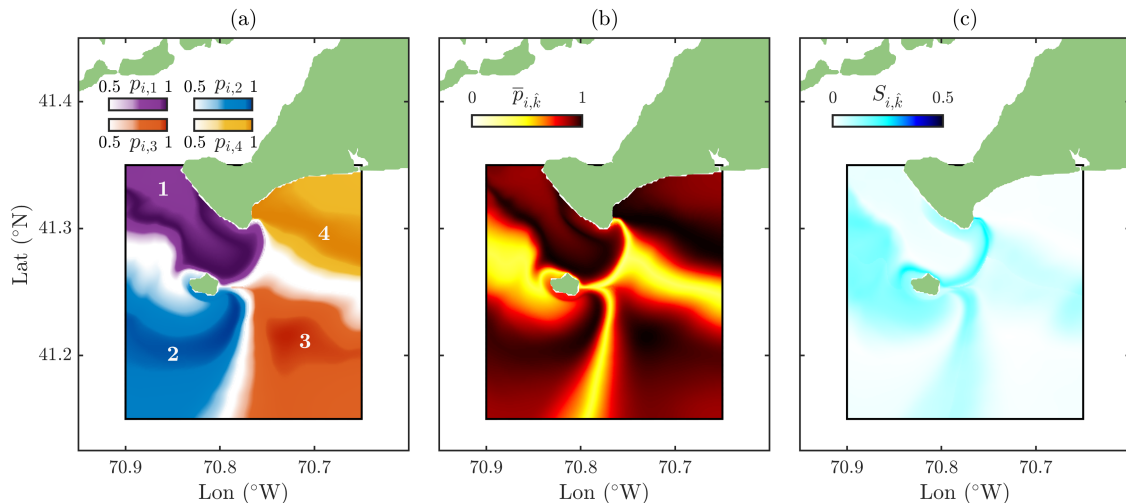 (a) (b) (c)
0.5 p_{i,1} 1 0.5 p_{i,2} 1
0.5 p_{i,3} 1 0.5 p_{i,4} 1
0 \overline{p}_{i,\hat{k}} 1
0 S_{i,\hat{k}} 0.5
1
4
3
2
41.4
41.3
41.2
Lat (°N)
70.9 70.8 70.7
Lon (°W)
70.9 70.8 70.7
Lon (°W)
70.9 70.8 70.7
Lon (°W)